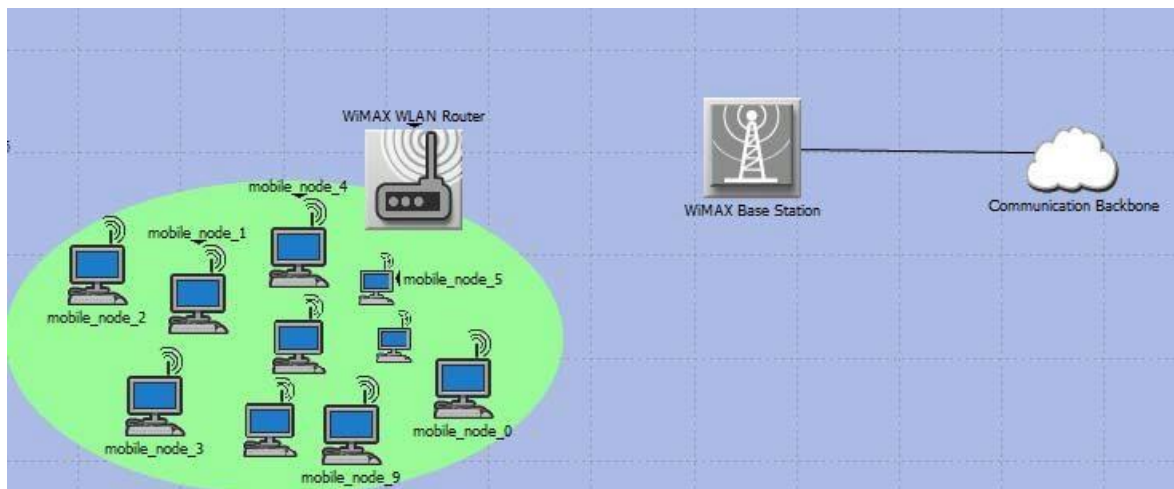 WiMAX WLAN Router
mobile_node_4
mobile_node_1
mobile_node_5
mobile_node_2
mobile_node_0
mobile_node_3
mobile_node_9
WiMAX Base Station
Communication Backbone